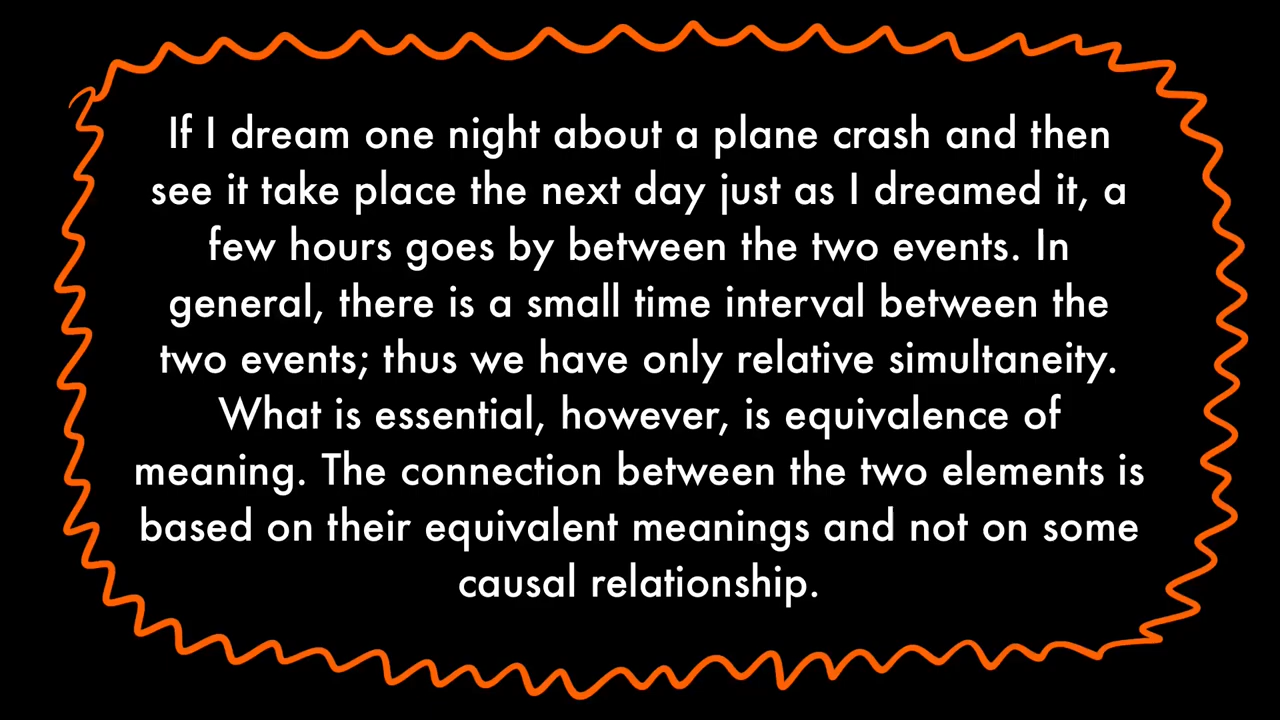 If I dream one night about a plane crash and then
see it take place the next day just as I dreamed it, a
few hours goes by between the two events. In
general, there is a small time interval between the
two events; thus we have only relative simultaneity.
What is essential, however, is equivalence of
meaning. The connection between the two elements is
based on their equivalent meanings and not on some
causal relationship.